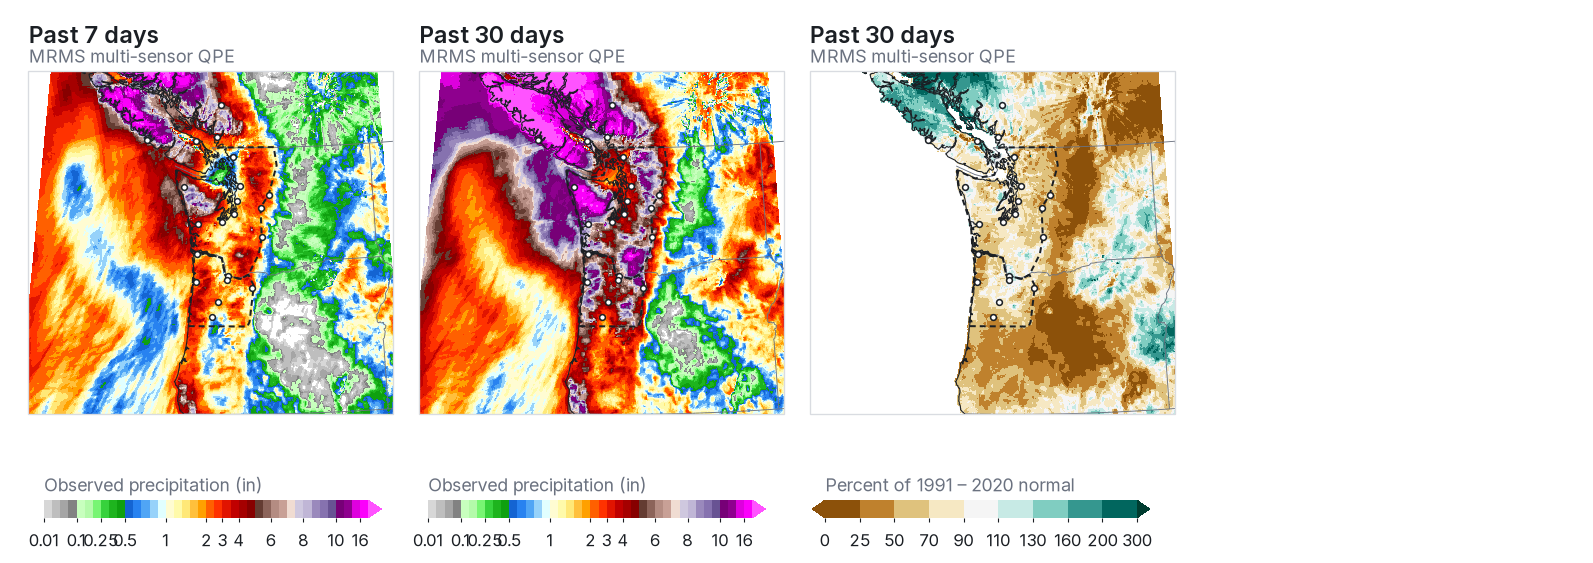 Past 7 days
MRMS multi-sensor QPE
Past 30 days
MRMS multi-sensor QPE
Past 30 days
MRMS multi-sensor QPE
Observed precipitation (in)
0.01 0.1 0.25 0.5 1 2 3 4 6 8 10 16
Observed precipitation (in)
0.01 0.1 0.25 0.5 1 2 3 4 6 8 10 16
Percent of 1991 – 2020 normal
0 25 50 70 90 110 130 160 200 300